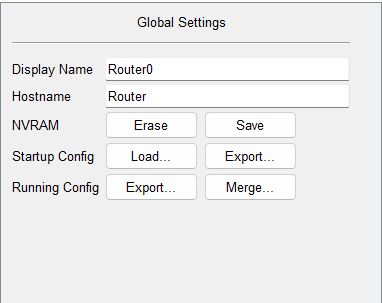 Global Settings
Display Name Router0
Hostname Router
NVRAM Erase Save
Startup Config Load... Export...
Running Config Export... Merge...